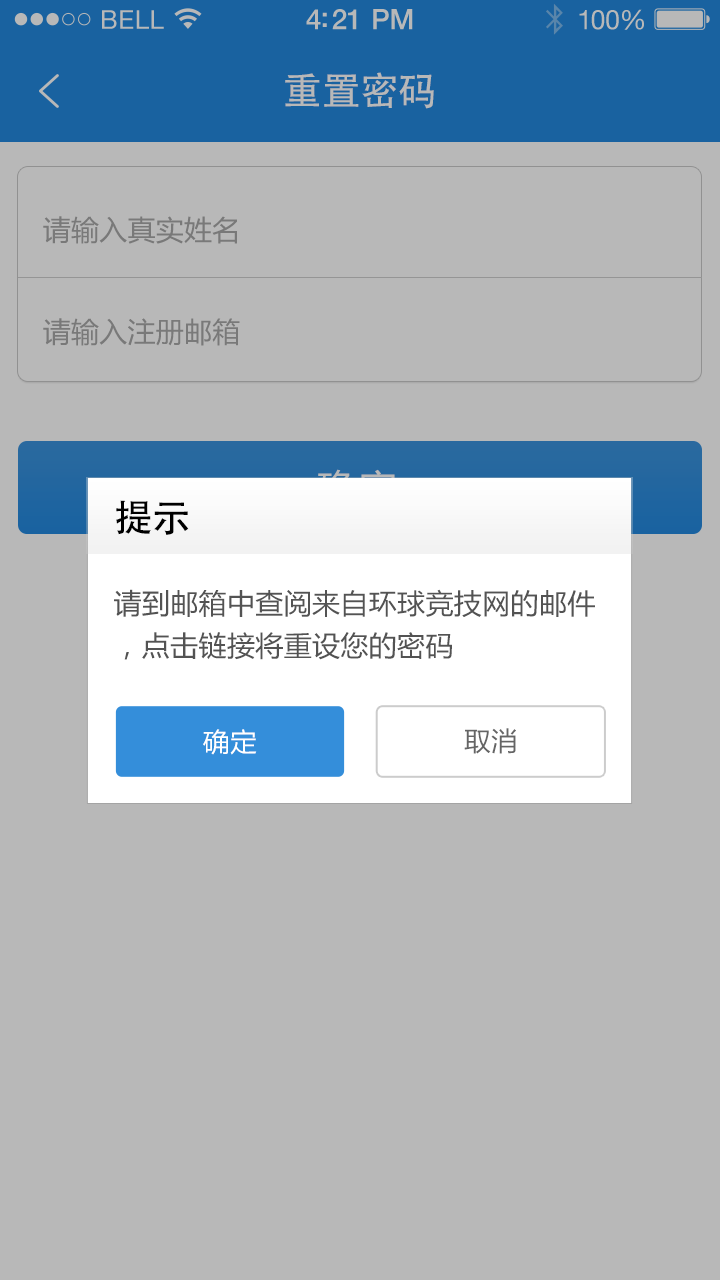 BELL 4:21 PM 100%
重置密码
请输入真实姓名
请输入注册邮箱
确定
提示
请到邮箱中查阅来自环球竞技网的邮件
，点击链接将重设您的密码
确定 取消